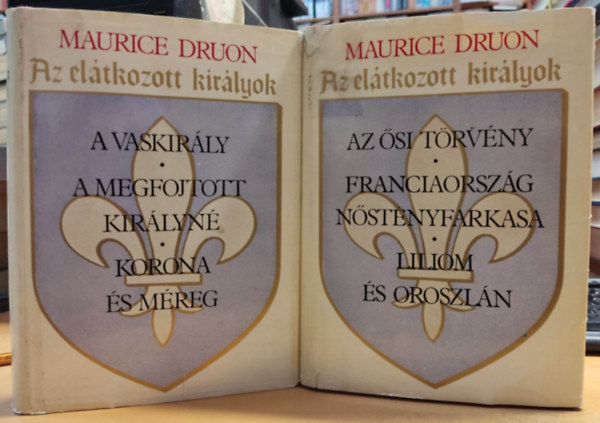 MAURICE DRUON
Az elátkozott királyok
A VASKIRÁLY
•
A MEGFOJTOTT
KIRÁLYNÉ
•
KORONA
ÉS MÉREG
MAURICE DRUON
Az elátkozott királyok
AZ ŐSI TÖRVÉNY
•
FRANCIAORSZÁG
NŐSTÉNYFARKASA
•
LILIOM
ÉS OROSZLÁN